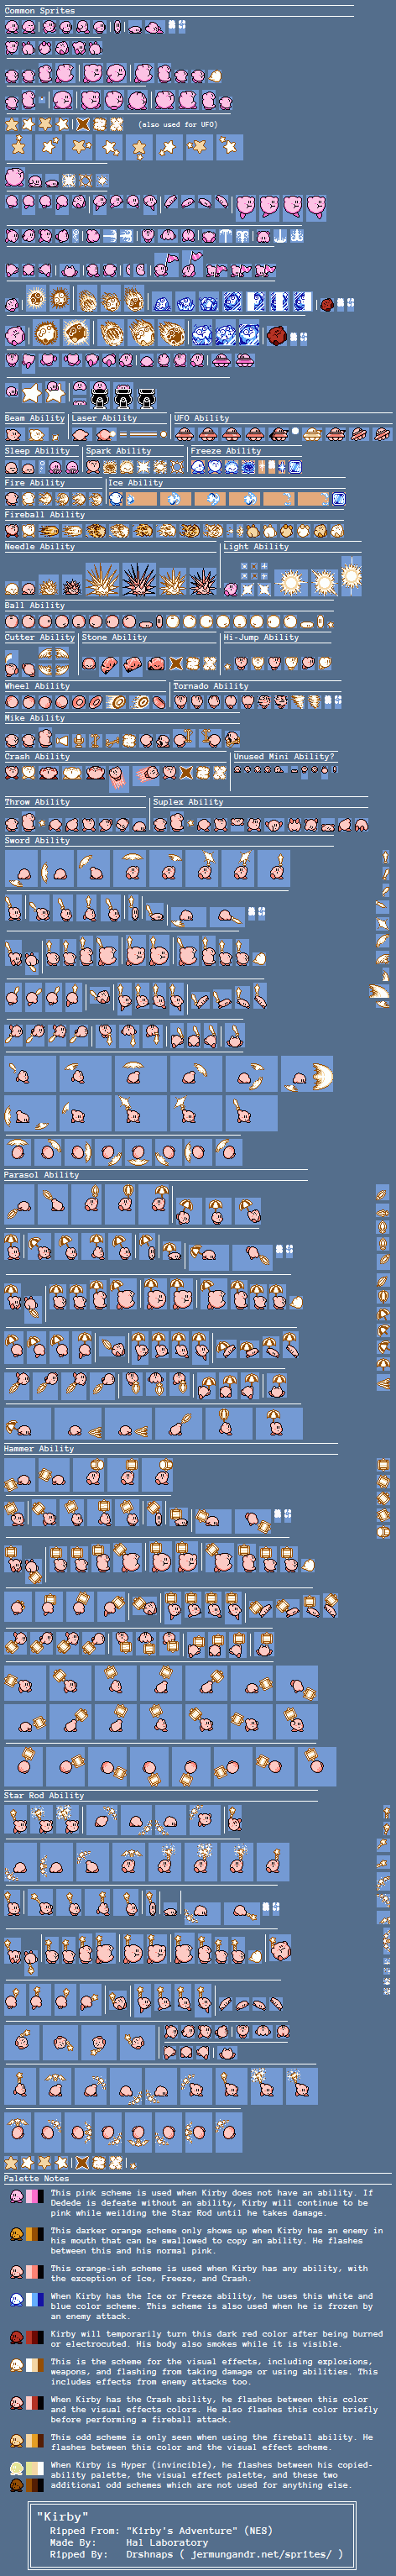 Common Sprites
(also used for UFO)
Beam Ability Laser Ability UFO Ability
Sleep Ability Spark Ability Freeze Ability
Fire Ability Ice Ability
Fireball Ability
Needle Ability Light Ability
Ball Ability
Cutter Ability Stone Ability Hi-Jump Ability
Wheel Ability Tornado Ability
Mike Ability
Crash Ability Unused Mini Ability?
Throw Ability Suplex Ability
Sword Ability
Parasol Ability
Hammer Ability
Star Rod Ability
Palette Notes
This pink scheme is used when Kirby does not have an ability. If
Dedede is defeate without an ability, Kirby will continue to be
pink while weilding the Star Rod until he takes damage.
This darker orange scheme only shows up when Kirby has an enemy in
his mouth that can be swallowed to copy an ability. He flashes
between this and his normal pink.
This orange-ish scheme is used when Kirby has any ability, with
the exception of Ice, Freeze, and Crash.
When Kirby has the Ice or Freeze ability, he uses this white and
blue color scheme. This scheme is also used when he is frozen by
an enemy attack.
Kirby will temporarily turn this dark red color after being burned
or electrocuted. His body also smokes while it is visible.
This is the scheme for the visual effects, including explosions,
weapons, and flashing from taking damage or using abilities. This
includes effects from enemy attacks too.
When Kirby has the Crash ability, he flashes between this color
and the visual effects colors. He also flashes this color briefly
before performing a fireball attack.
This odd scheme is only seen when using the fireball ability. He
flashes between this color and the visual effect scheme.
When Kirby is Hyper (invincible), he flashes between his copied-
ability palette, the visual effect palette, and these two
additional odd schemes which are not used for anything else.
"Kirby"
Ripped From: "Kirby's Adventure" (NES)
Made By: Hal Laboratory
Ripped By: Drshnaps ( jermungandr.net/sprites/ )